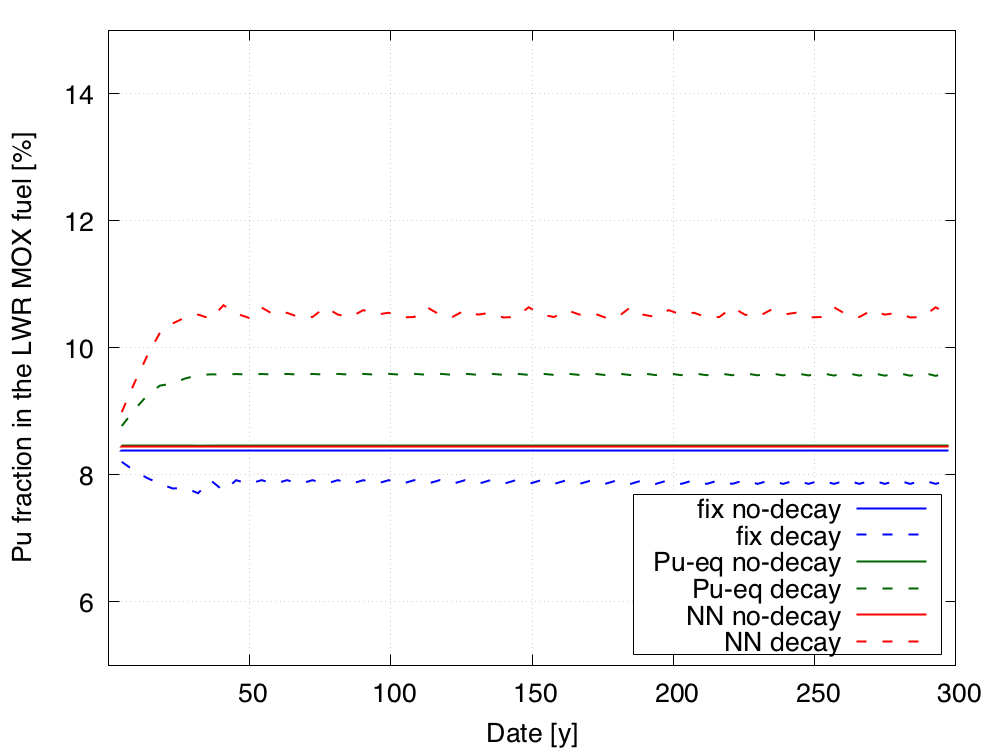 Pu fraction in the LWR MOX fuel [%]
14
12
10
8
6
fix no-decay
fix decay
Pu-eq no-decay
Pu-eq decay
NN no-decay
NN decay
50
100
150
200
250
300
Date [y]